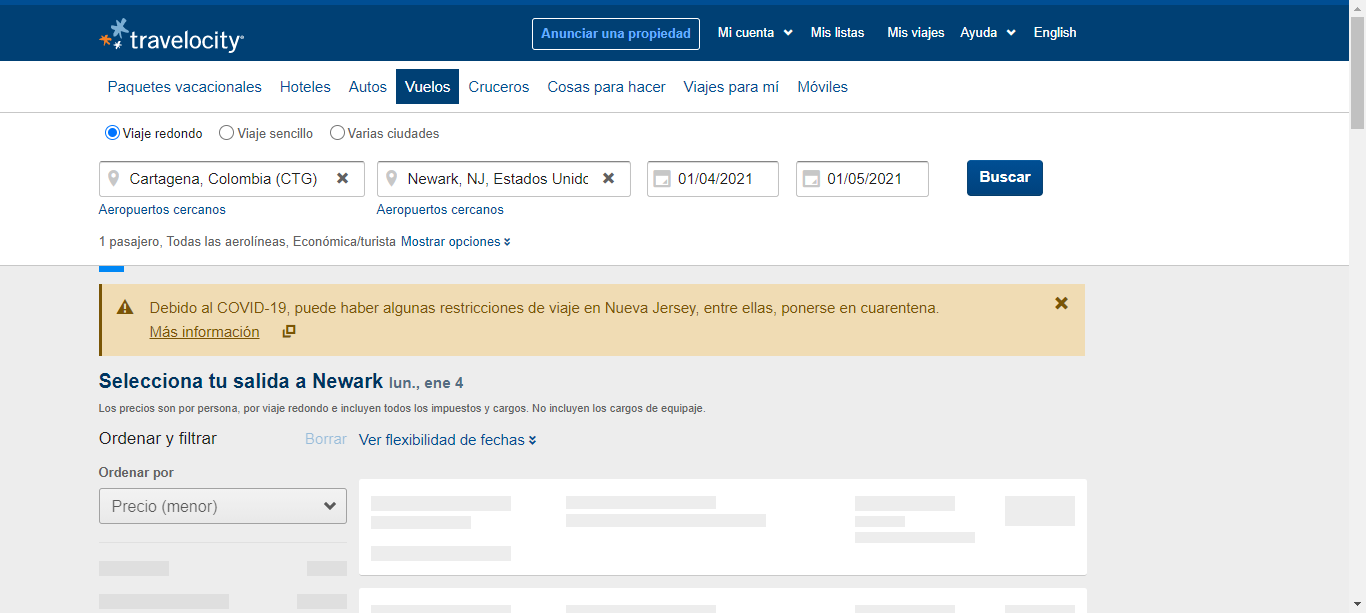 travelocity
Anunciar una propiedad Mi cuenta Mis listas Mis viajes Ayuda English
Paquetes vacacionales Hoteles Autos Vuelos Cruceros Cosas para hacer Viajes para mí Móviles
Viaje redondo Viaje sencillo Varias ciudades
Cartagena, Colombia (CTG) Newark, NJ, Estados Unido 01/04/2021 01/05/2021 Buscar
Aeropuertos cercanos Aeropuertos cercanos
1 pasajero, Todas las aerolíneas, Económica/turista Mostrar opciones
Debido al COVID-19, puede haber algunas restricciones de viaje en Nueva Jersey, entre ellas, ponerse en cuarentena.
Más información
Selecciona tu salida a Newark lun., ene 4
Los precios son por persona, por viaje redondo e incluyen todos los impuestos y cargos. No incluyen los cargos de equipaje.
Ordenar y filtrar Borrar Ver flexibilidad de fechas
Ordenar por
Precio (menor)